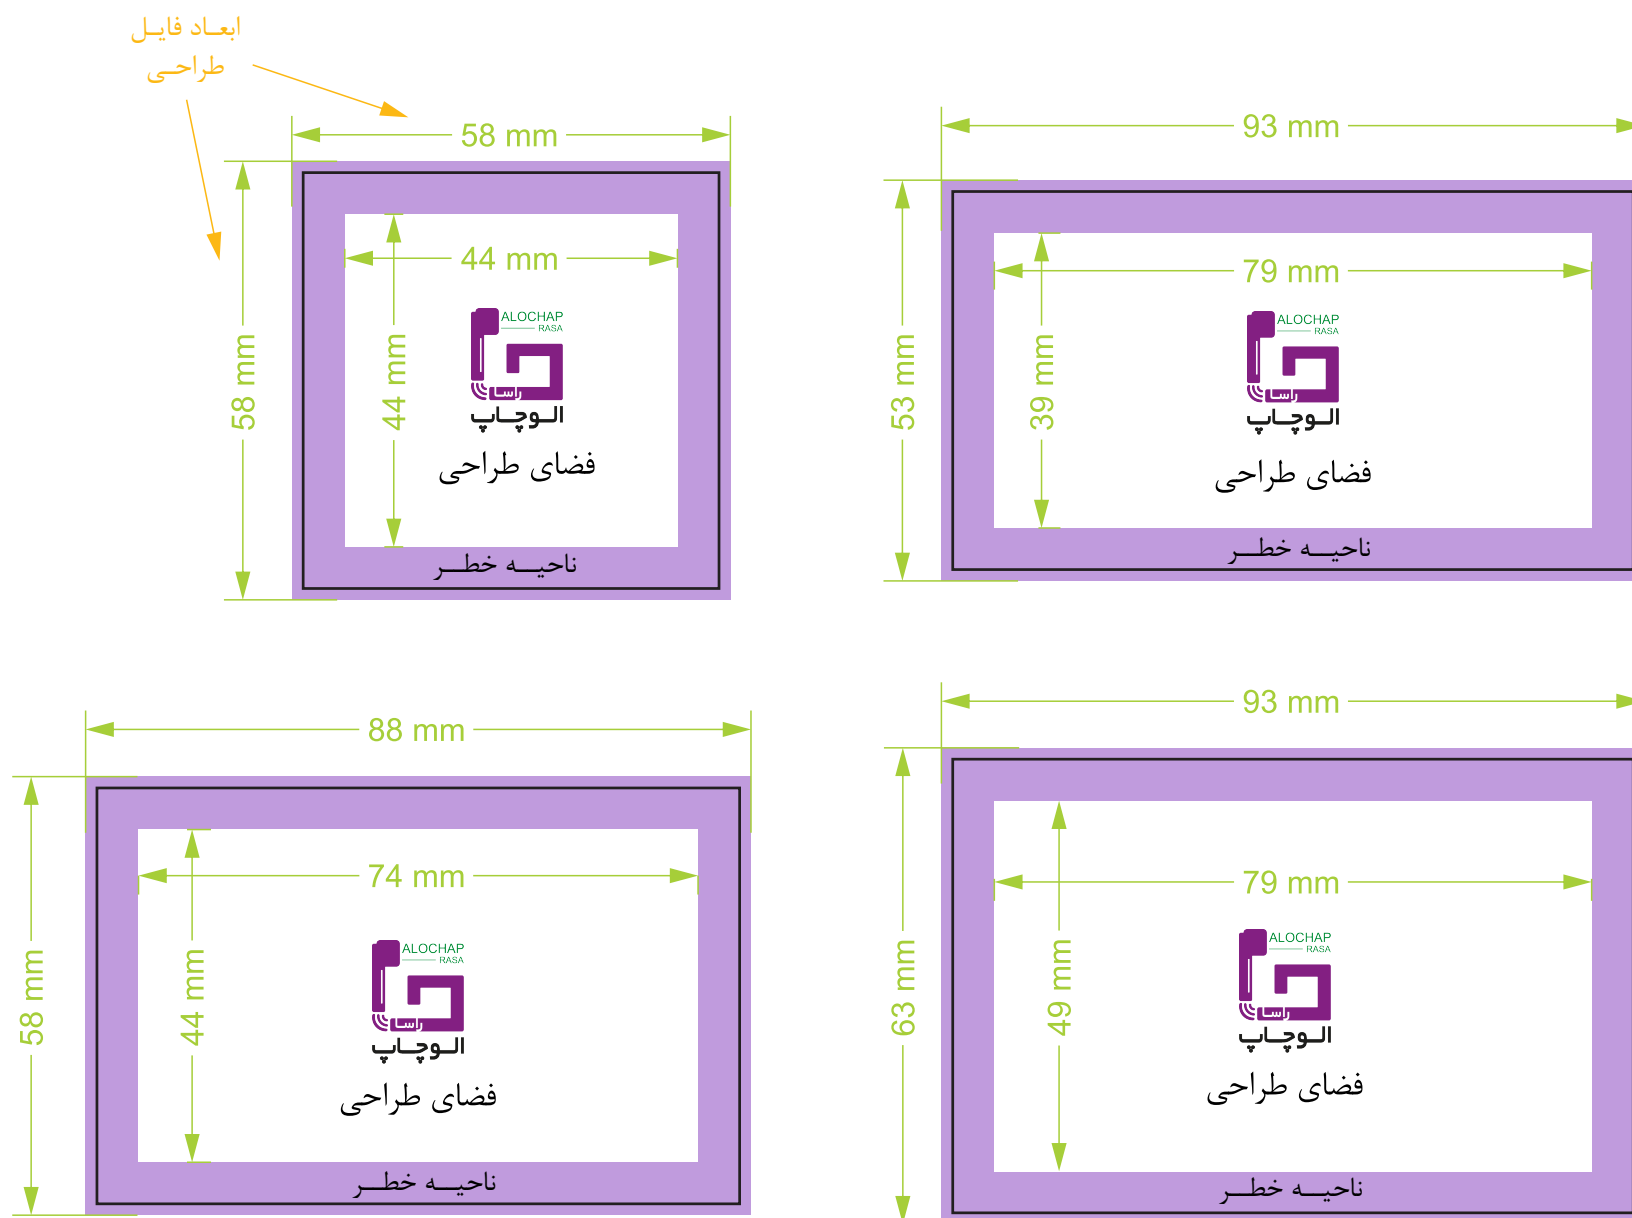 ابعاد فایل
طراحی
58 mm
58 mm
44 mm
44 mm
ALOCHAP
RASA
راسا
الوچاپ
فضای طراحی
ناحیه خطر
93 mm
53 mm
79 mm
39 mm
ALOCHAP
RASA
راسا
الوچاپ
فضای طراحی
ناحیه خطر
88 mm
58 mm
74 mm
44 mm
ALOCHAP
RASA
راسا
الوچاپ
فضای طراحی
ناحیه خطر
93 mm
63 mm
79 mm
49 mm
ALOCHAP
RASA
راسا
الوچاپ
فضای طراحی
ناحیه خطر